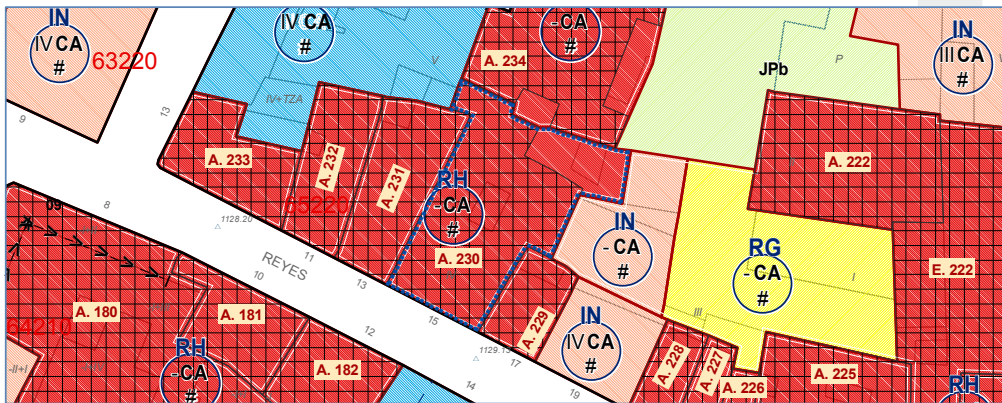 IN
IV CA
#
63220
IV CA
#
-CA
#
A. 234
V
IV+TZA
JPb
P
IN
III CA
#
9
13
A. 233
A. 232
A. 231
A. 222
65220
1128.20
RH
-CA
#
A. 230
IN
-CA
#
RG
-CA
#
I
E. 222
09
8
REYES
11
13
10
12
15
17
14
19
1129.15
A. 180
A. 181
A. 182
64210
-II+I
RH
-CA
#
A. 229
IN
IV CA
#
III
A. 228
A. 227
A. 226
A. 225
RH